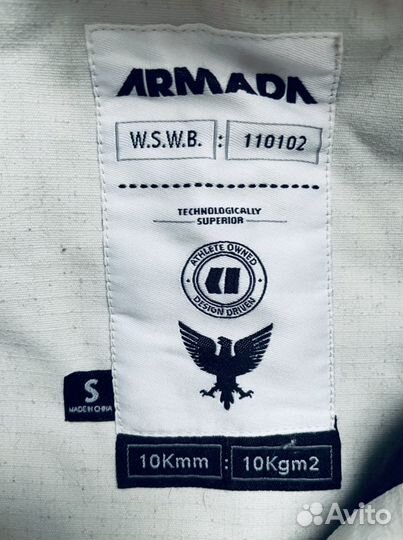 ARMADA
W.S.W.B. : 110102
TECHNOLOGICALLY
SUPERIOR
ATHLETE OWNED
DESIGN DRIVEN
S
MADE IN CHINA
10Kmm : 10Kgm2
Avito